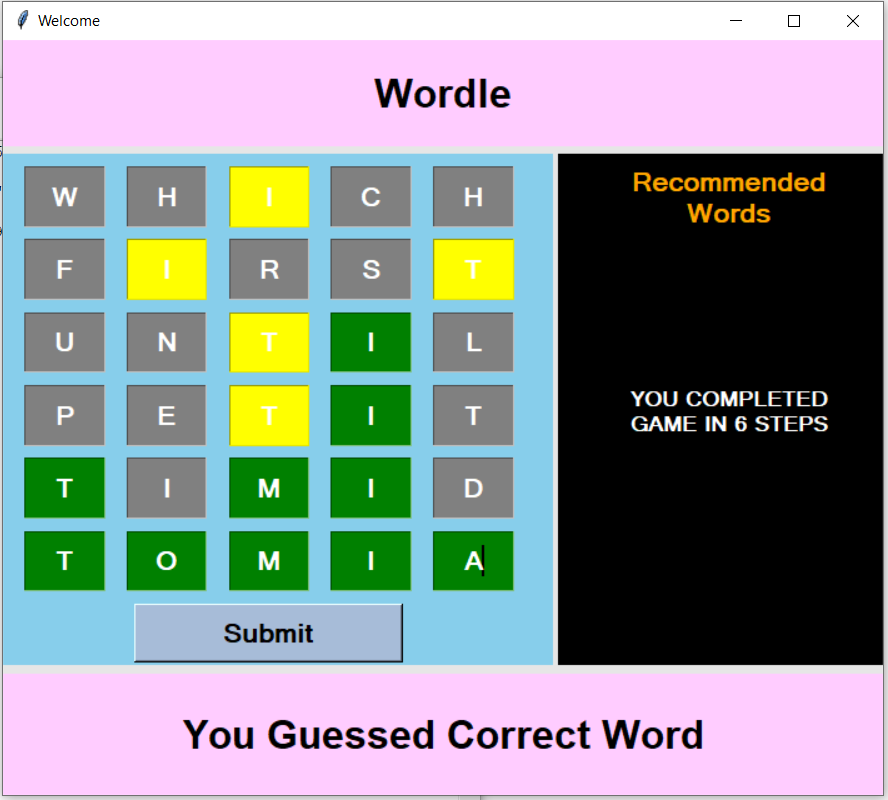 Welcome
Wordle
W H I C H
F I R S T
U N T I L
P E T I T
T I M I D
T O M I A
Submit
Recommended
Words
YOU COMPLETED
GAME IN 6 STEPS
You Guessed Correct Word